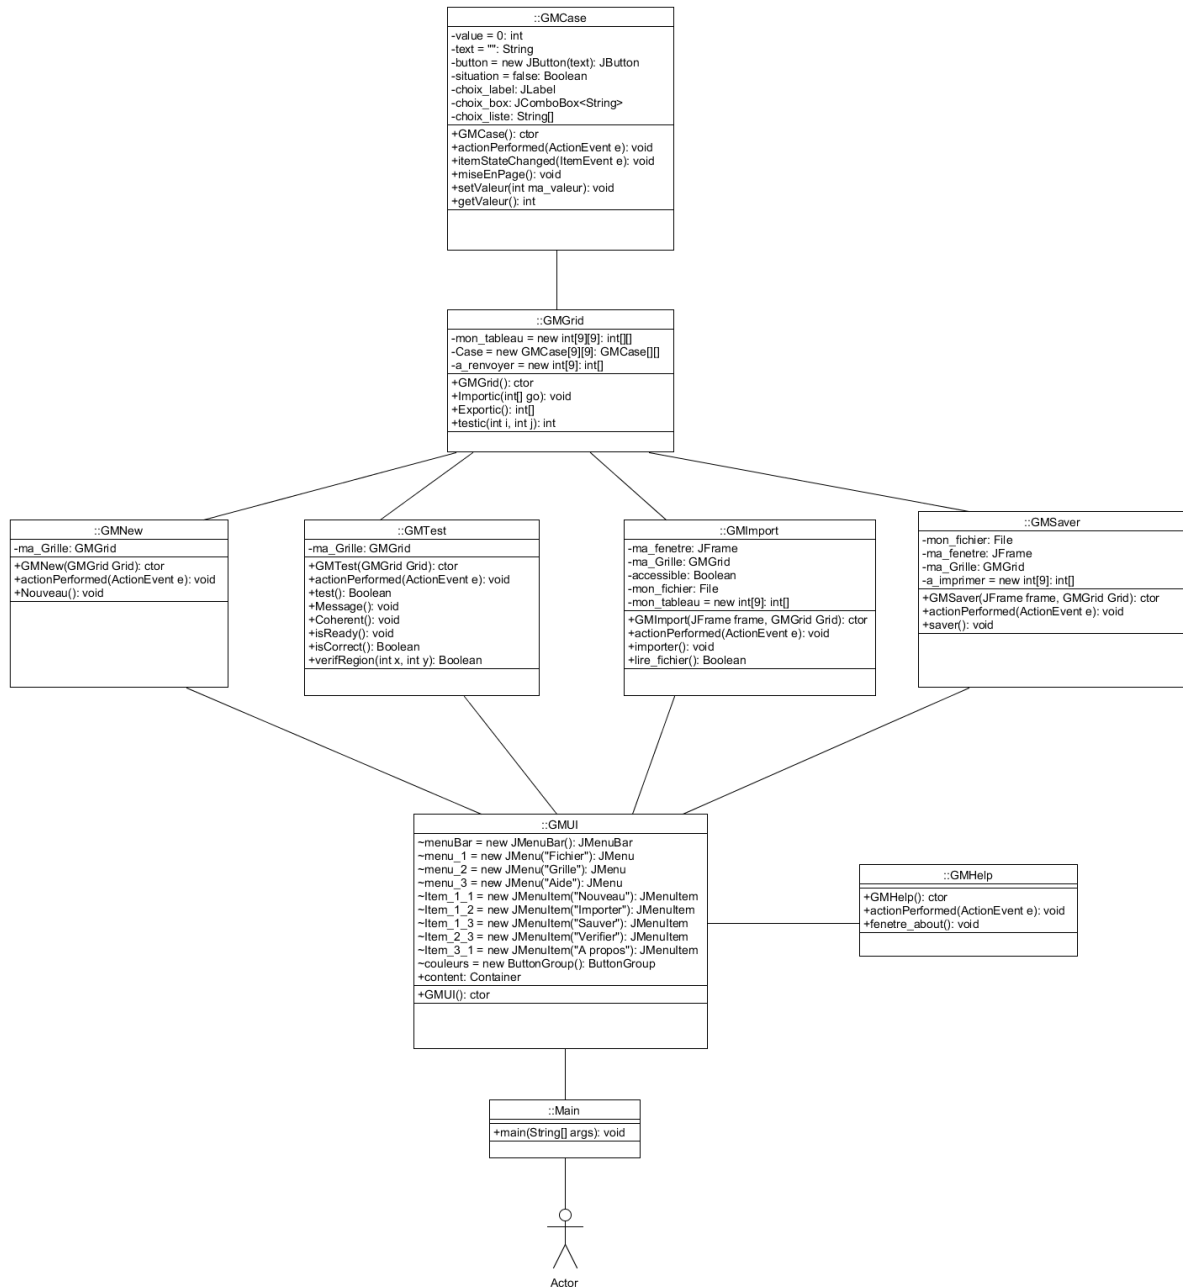 ::GMCase
-value = 0: int
-text = "": String
-button = new JButton(text): JButton
-situation = false: Boolean
-choix_label: JLabel
-choix_box: JComboBox<String>
-choix_liste: String[]
+GMCase(): ctor
+actionPerformed(ActionEvent e): void
+itemStateChanged(ItemEvent e): void
+miseEnPage(): void
+setValeur(int ma_valeur): void
+getValeur(): int
::GMGrid
-mon_tableau = new int[9][9]: int[][]
-Case = new GMCase[9][9]: GMCase[][]
-a_renvoyer = new int[9]: int[]
+GMGrid(): ctor
+Importic(int[] go): void
+Exportic(): int[]
+testic(int i, int j): int
::GMNew
-ma_Grille: GMGrid
+GMNew(GMGrid Grid): ctor
+actionPerformed(ActionEvent e): void
+Nouveau(): void
::GMTest
-ma_Grille: GMGrid
+GMTest(GMGrid Grid): ctor
+actionPerformed(ActionEvent e): void
+test(): Boolean
+Message(): void
+Coherent(): void
+isReady(): void
+isCorrect(): Boolean
+verifRegion(int x, int y): Boolean
::GMImport
-ma_fenetre: JFrame
-ma_Grille: GMGrid
-accessible: Boolean
-mon_fichier: File
-mon_tableau = new int[9]: int[]
+GMImport(JFrame frame, GMGrid Grid): ctor
+actionPerformed(ActionEvent e): void
+importer(): void
+lire_fichier(): Boolean
::GMSaver
-mon_fichier: File
-ma_fenetre: JFrame
-ma_Grille: GMGrid
-a_imprimer = new int[9]: int[]
+GMSaver(JFrame frame, GMGrid Grid): ctor
+actionPerformed(ActionEvent e): void
+saver(): void
::GMUI
~menuBar = new JMenuBar(): JMenuBar
~menu_1 = new JMenu("Fichier"): JMenu
~menu_2 = new JMenu("Grille"): JMenu
~menu_3 = new JMenu("Aide"): JMenu
~Item_1_1 = new JMenuItem("Nouveau"): JMenuItem
~Item_1_2 = new JMenuItem("Importer"): JMenuItem
~Item_1_3 = new JMenuItem("Sauver"): JMenuItem
~Item_2_3 = new JMenuItem("Verifier"): JMenuItem
~Item_3_1 = new JMenuItem("A propos"): JMenuItem
~couleurs = new ButtonGroup(): ButtonGroup
+content: Container
+GMUI(): ctor
::GMHelp
+GMHelp(): ctor
+actionPerformed(ActionEvent e): void
+fenetre_about(): void
::Main
+main(String[] args): void
Actor